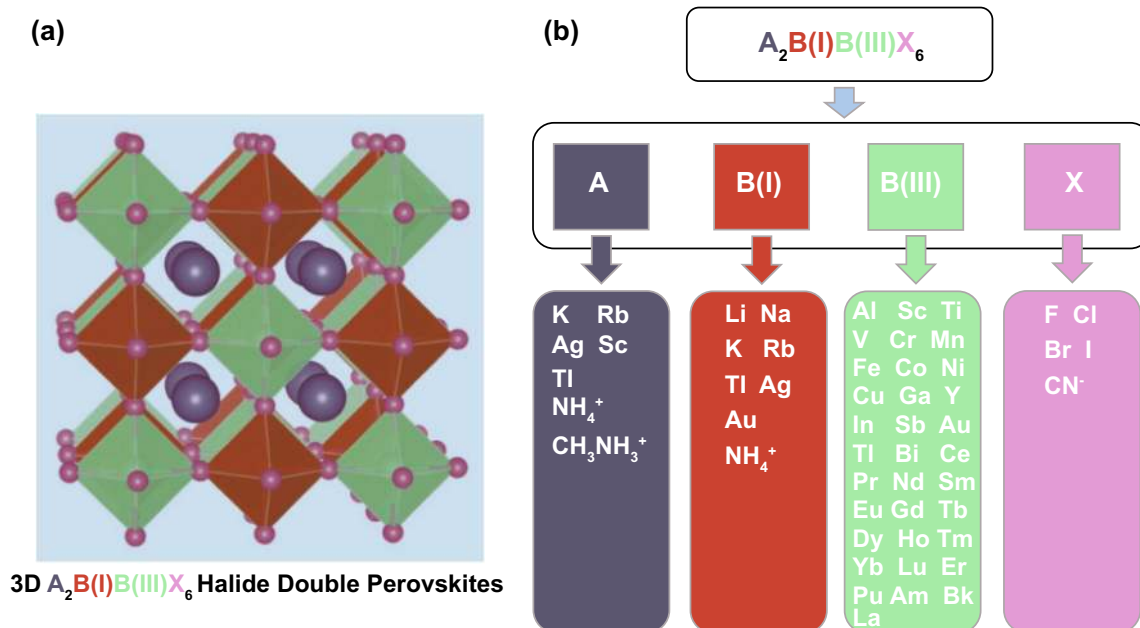 (a)
3D A₂B(I)B(III)X₆ Halide Double Perovskites
(b)
A₂B(I)B(III)X₆
A
B(I)
B(III)
X
K Rb
Ag Sc
Tl
NH₄⁺
CH₃NH₃⁺
Li Na
K Rb
Tl Ag
Au
NH₄⁺
Al Sc Ti
V Cr Mn
Fe Co Ni
Cu Ga Y
In Sb Au
Tl Bi Ce
Pr Nd Sm
Eu Gd Tb
Dy Ho Tm
Yb Lu Er
Pu Am Bk
La
F Cl
Br I
CN⁻